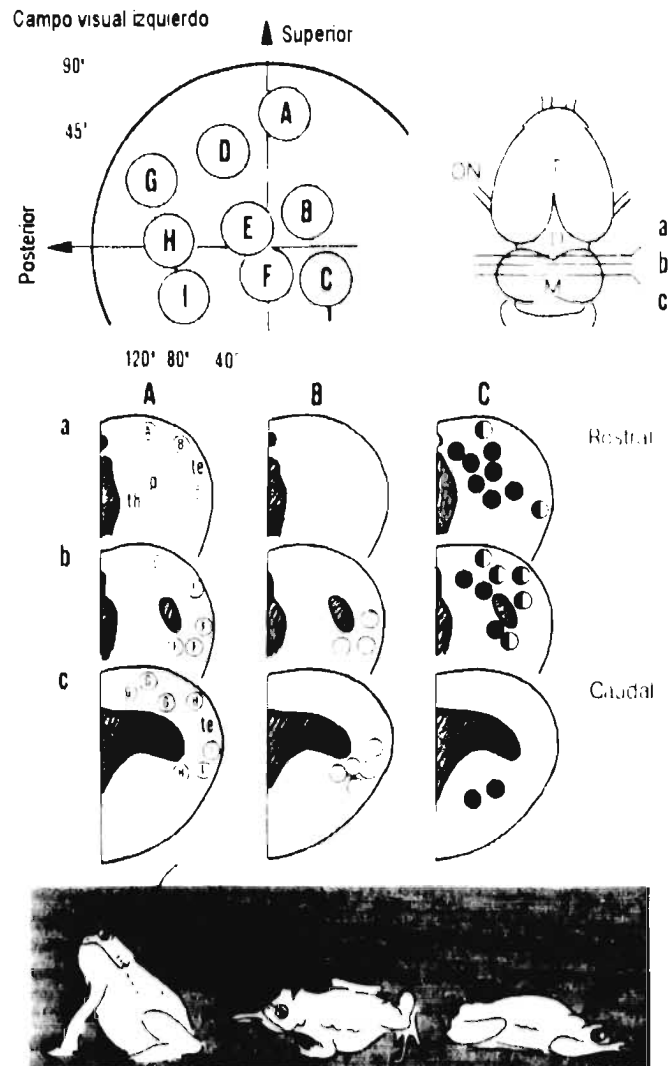 Campo visual izquierdo
Superior
90'
45'
A
D
G
B
E
H
F
C
I
Posterior
120' 80' 40'
ON
D
M
a
b
c
A B C
a
A
B
te
p
th
Rostral
b
c
G
G
G
H
te
H
Caudal